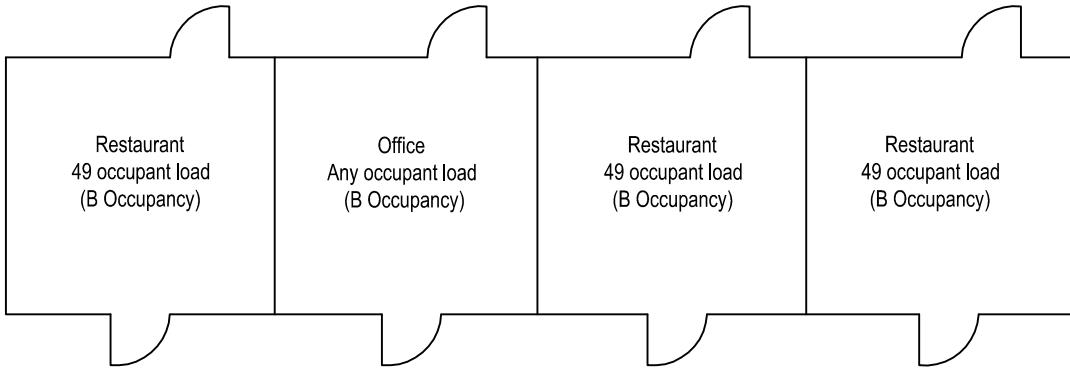 Restaurant
49 occupant load
(B Occupancy)
Office
Any occupant load
(B Occupancy)
Restaurant
49 occupant load
(B Occupancy)
Restaurant
49 occupant load
(B Occupancy)